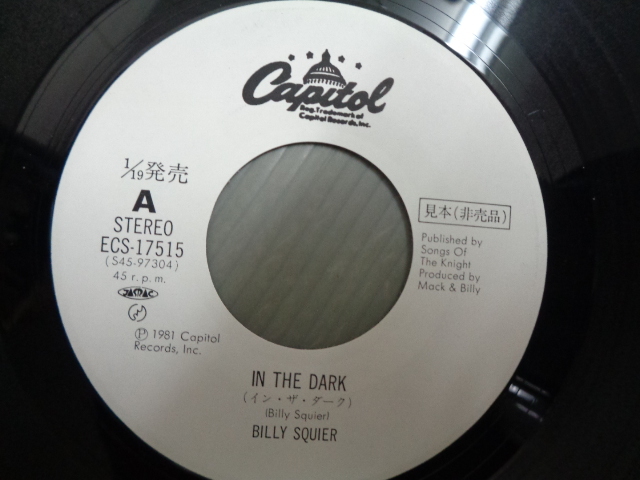 Capitol
Reg. Trademark of
Capitol Records, Inc.
1/19発売
A
STEREO
ECS-17515
(S45-97304)
45 r.p.m.
JASRAC
Ⓟ 1981 Capitol
Records, Inc.
見本(非売品)
Published by
Songs Of
The Knight
Produced by
Mack & Billy
IN THE DARK
(イン・ザ・ダーク)
(Billy Squier)
BILLY SQUIER